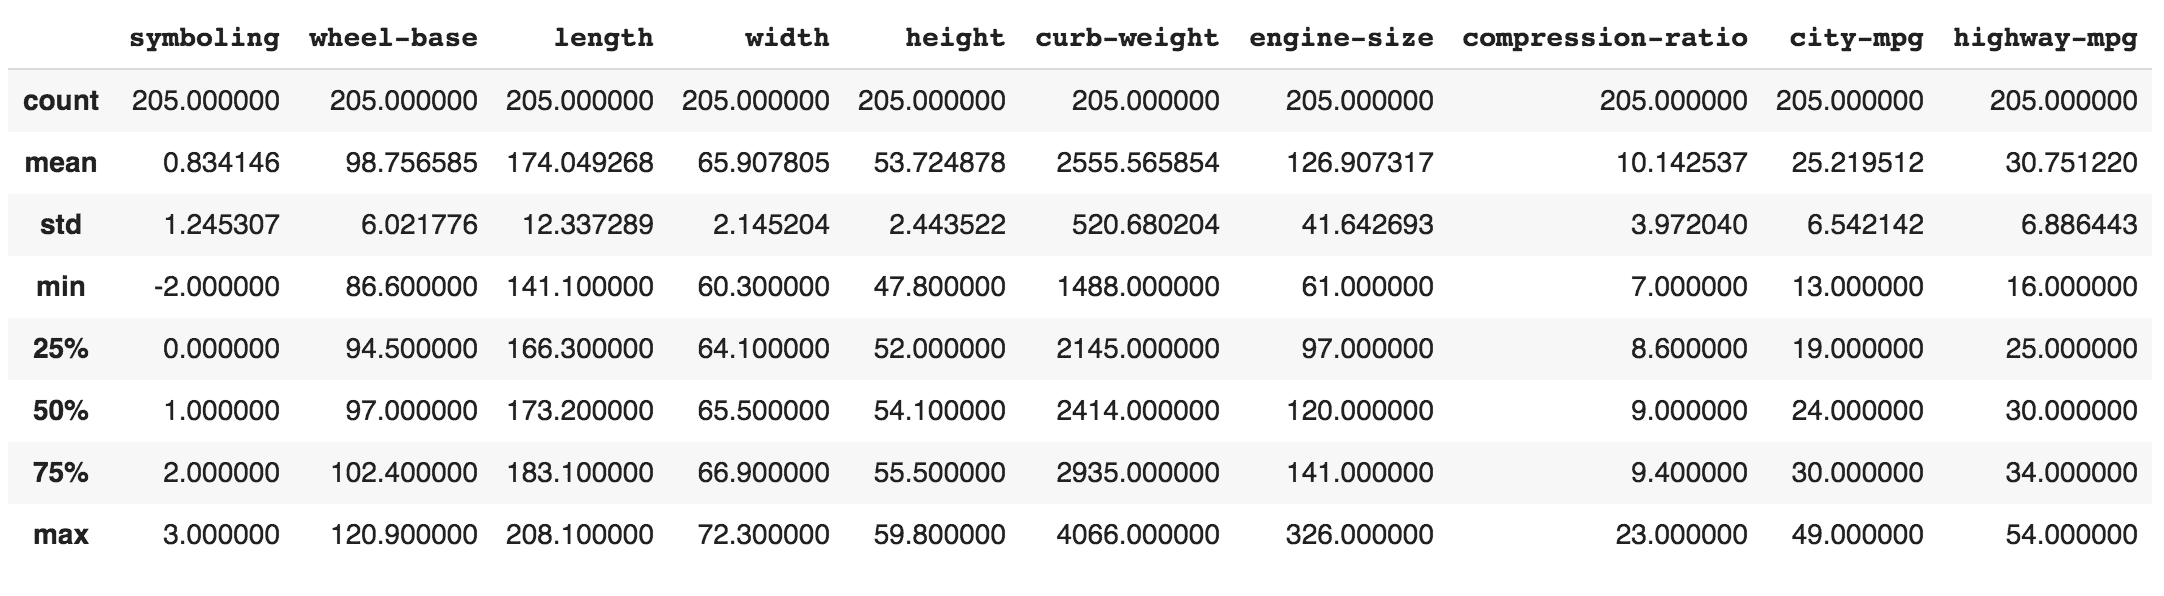 symboling wheel-base length width height curb-weight engine-size compression-ratio city-mpg highway-mpg
count 205.000000 205.000000 205.000000 205.000000 205.000000 205.000000 205.000000 205.000000 205.000000 205.000000
mean 0.834146 98.756585 174.049268 65.907805 53.724878 2555.565854 126.907317 10.142537 25.219512 30.751220
std 1.245307 6.021776 12.337289 2.145204 2.443522 520.680204 41.642693 3.972040 6.542142 6.886443
min -2.000000 86.600000 141.100000 60.300000 47.800000 1488.000000 61.000000 7.000000 13.000000 16.000000
25% 0.000000 94.500000 166.300000 64.100000 52.000000 2145.000000 97.000000 8.600000 19.000000 25.000000
50% 1.000000 97.000000 173.200000 65.500000 54.100000 2414.000000 120.000000 9.000000 24.000000 30.000000
75% 2.000000 102.400000 183.100000 66.900000 55.500000 2935.000000 141.000000 9.400000 30.000000 34.000000
max 3.000000 120.900000 208.100000 72.300000 59.800000 4066.000000 326.000000 23.000000 49.000000 54.000000